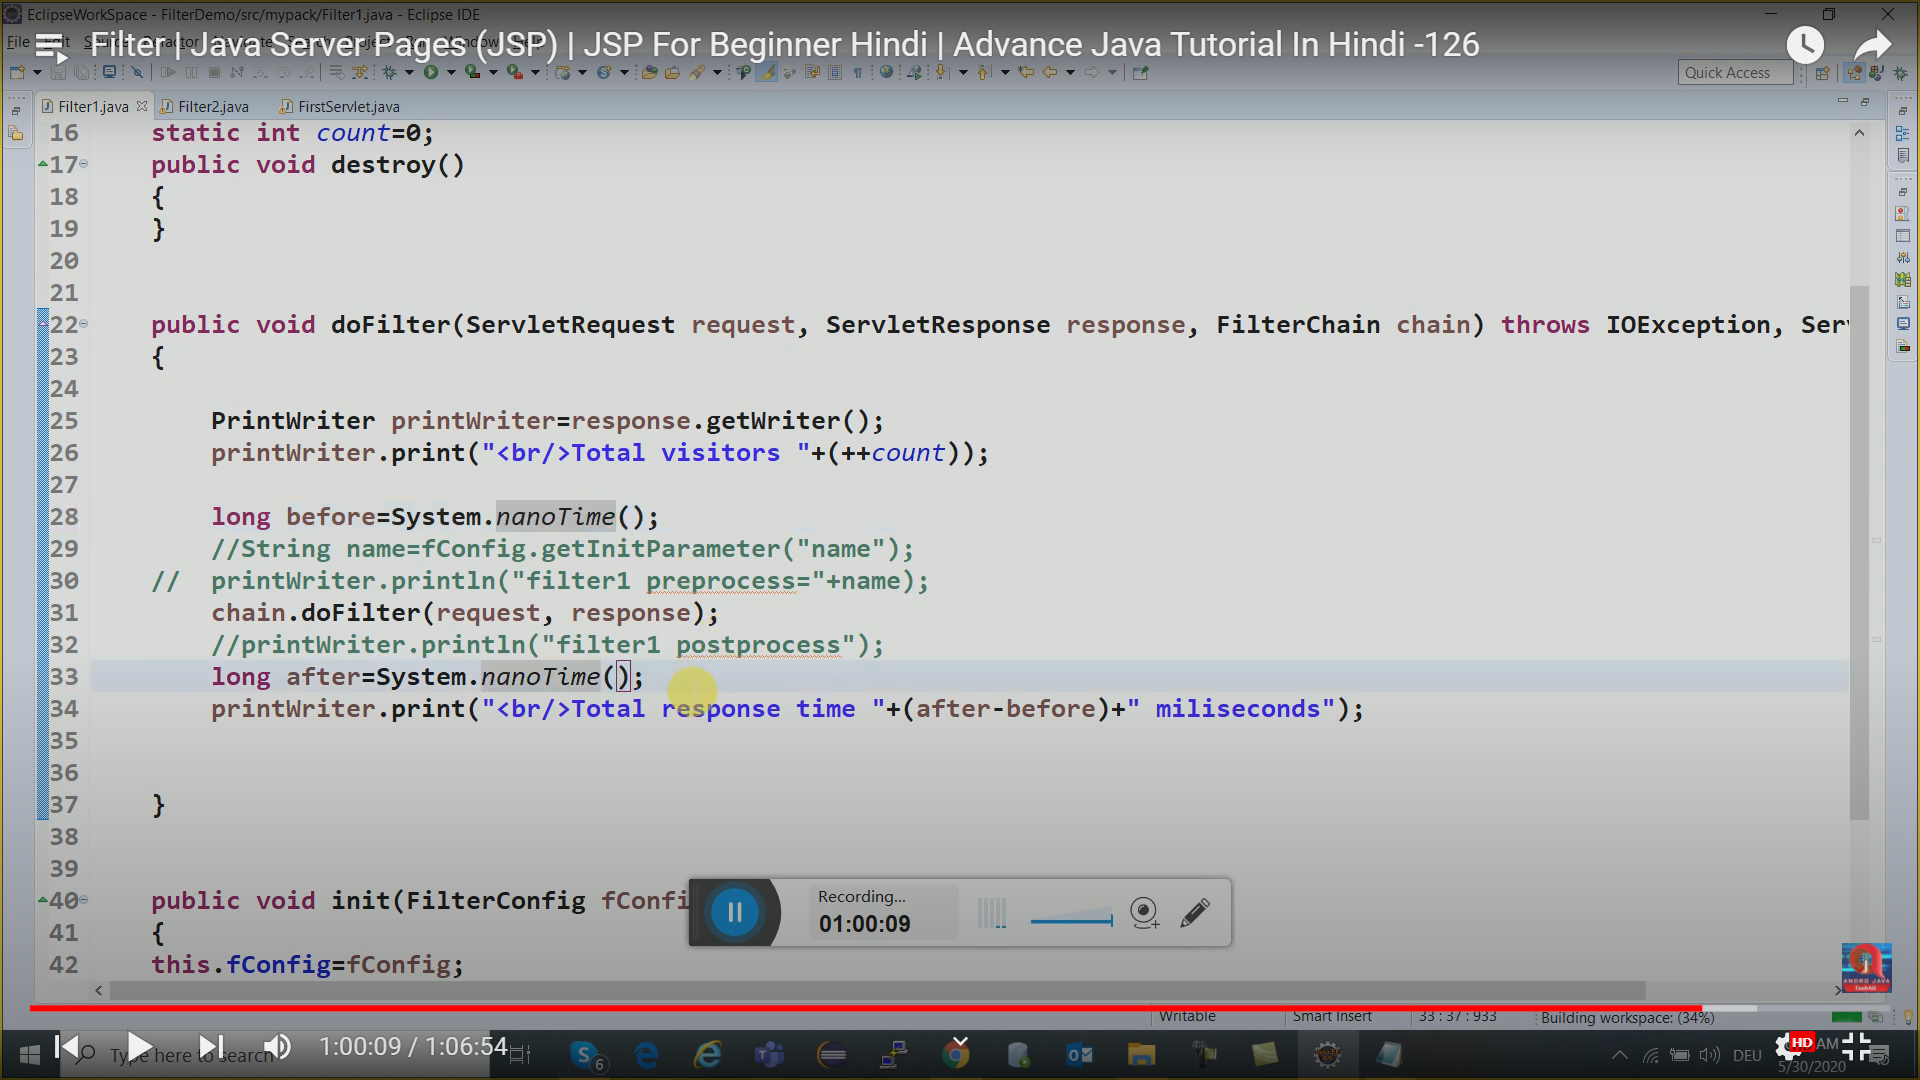 EclipseWorkSpace - FilterDemo/src/mypack/Filter1.java - Eclipse IDE
Filter | Java Server Pages (JSP) | JSP For Beginner Hindi | Advance Java Tutorial In Hindi -126
Quick Access
Filter1.java Filter2.java FirstServlet.java
16 static int count=0;
17 public void destroy()
18 {
19 }
20
21
22 public void doFilter(ServletRequest request, ServletResponse response, FilterChain chain) throws IOException, Ser
23 {
24
25 PrintWriter printWriter=response.getWriter();
26 printWriter.print("<br/>Total visitors "+(++count));
27
28 long before=System.nanoTime();
29 //String name=fConfig.getInitParameter("name");
30 // printWriter.println("filter1 preprocess="+name);
31 chain.doFilter(request, response);
32 //printWriter.println("filter1 postprocess");
33 long after=System.nanoTime();
34 printWriter.print("<br/>Total response time "+(after-before)+" miliseconds");
35
36
37 }
38
39
40 public void init(FilterConfig fConfi
41 {
42 this.fConfig=fConfig;
Recording...
01:00:09
ANDRO JAVA
Writable Smart Insert 33 : 37 : 933 Building workspace: (34%)
Type here to search
1:00:09 / 1:06:54
6
DEU
HD
AM
5/30/2020